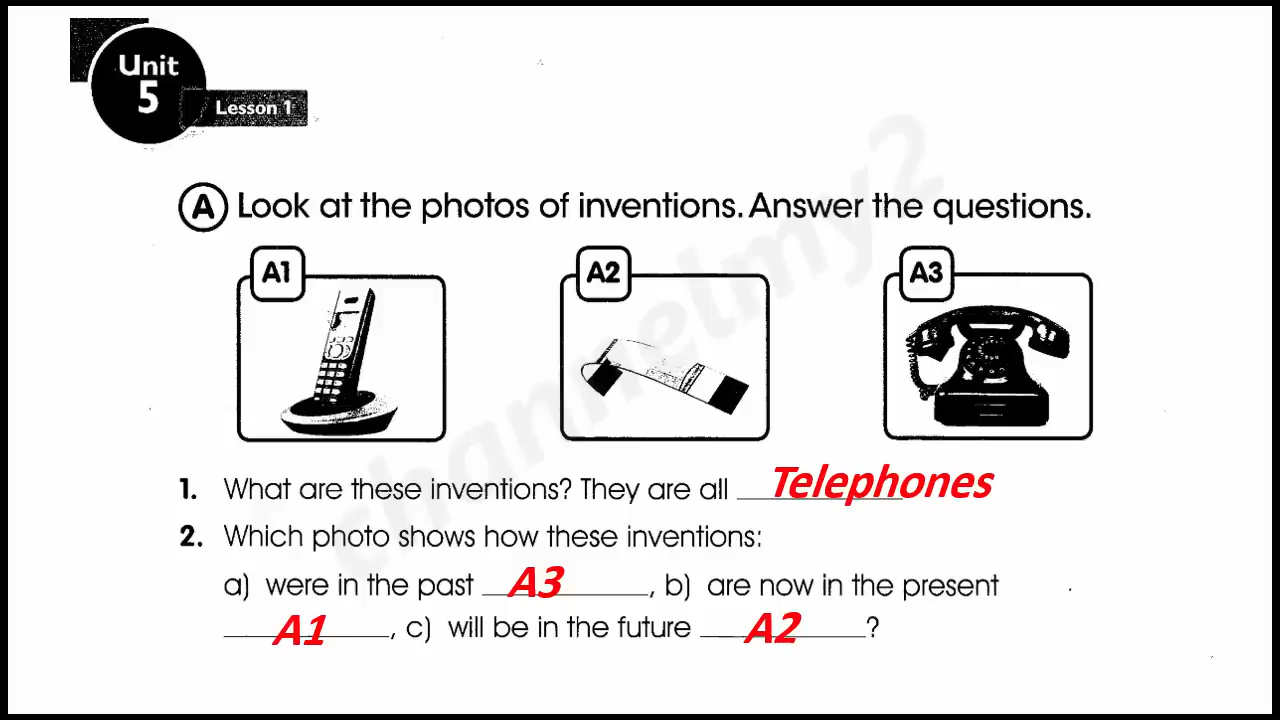 Unit
5
Lesson 1
A Look at the photos of inventions. Answer the questions.
A1
A2
A3
1. What are these inventions? They are all Telephones
2. Which photo shows how these inventions:
a) were in the past A3, b) are now in the present
A1, c) will be in the future A2?
channelmy2